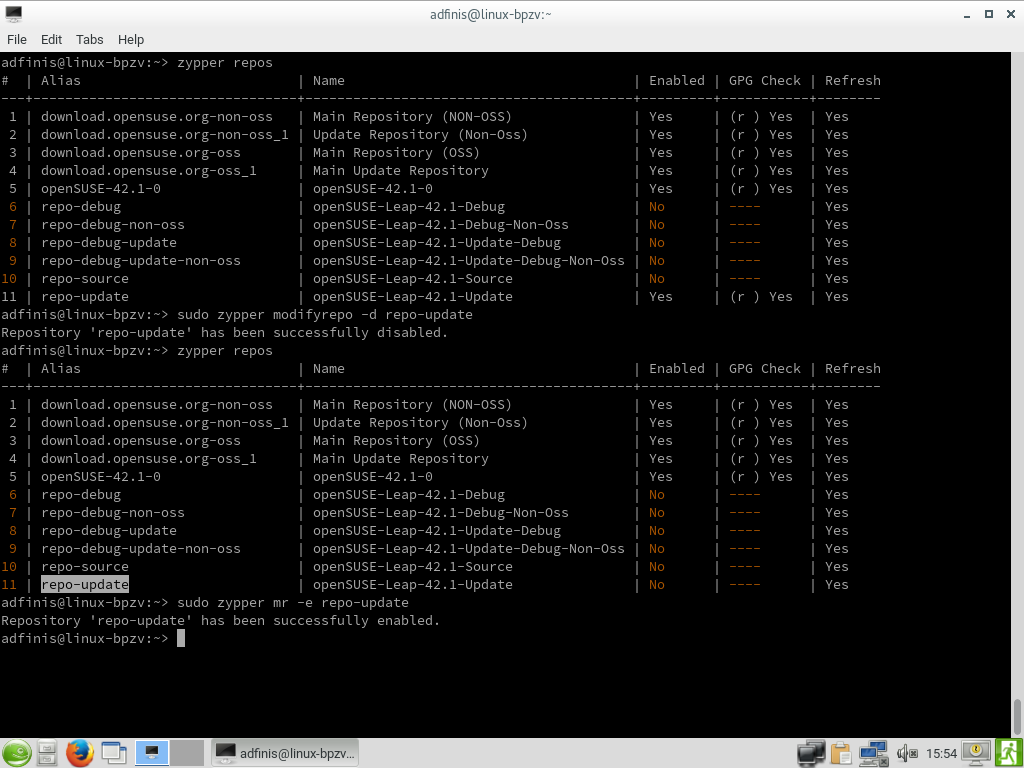 adfinis@linux-bpzv:~
File Edit Tabs Help
adfinis@linux-bpzv:~> zypper repos
#  | Alias                           | Name                                    | Enabled | GPG Check | Refresh
---+---------------------------------+-----------------------------------------+---------+-----------+--------
 1 | download.opensuse.org-non-oss   | Main Repository (NON-OSS)               | Yes     | (r ) Yes  | Yes
 2 | download.opensuse.org-non-oss_1 | Update Repository (Non-Oss)             | Yes     | (r ) Yes  | Yes
 3 | download.opensuse.org-oss       | Main Repository (OSS)                   | Yes     | (r ) Yes  | Yes
 4 | download.opensuse.org-oss_1     | Main Update Repository                  | Yes     | (r ) Yes  | Yes
 5 | openSUSE-42.1-0                 | openSUSE-42.1-0                         | Yes     | (r ) Yes  | Yes
 6 | repo-debug                      | openSUSE-Leap-42.1-Debug                | No      | ----      | Yes
 7 | repo-debug-non-oss              | openSUSE-Leap-42.1-Debug-Non-Oss        | No      | ----      | Yes
 8 | repo-debug-update               | openSUSE-Leap-42.1-Update-Debug         | No      | ----      | Yes
 9 | repo-debug-update-non-oss       | openSUSE-Leap-42.1-Update-Debug-Non-Oss | No      | ----      | Yes
10 | repo-source                     | openSUSE-Leap-42.1-Source               | No      | ----      | Yes
11 | repo-update                     | openSUSE-Leap-42.1-Update               | Yes     | (r ) Yes  | Yes
adfinis@linux-bpzv:~> sudo zypper modifyrepo -d repo-update
Repository 'repo-update' has been successfully disabled.
adfinis@linux-bpzv:~> zypper repos
#  | Alias                           | Name                                    | Enabled | GPG Check | Refresh
---+---------------------------------+-----------------------------------------+---------+-----------+--------
 1 | download.opensuse.org-non-oss   | Main Repository (NON-OSS)               | Yes     | (r ) Yes  | Yes
 2 | download.opensuse.org-non-oss_1 | Update Repository (Non-Oss)             | Yes     | (r ) Yes  | Yes
 3 | download.opensuse.org-oss       | Main Repository (OSS)                   | Yes     | (r ) Yes  | Yes
 4 | download.opensuse.org-oss_1     | Main Update Repository                  | Yes     | (r ) Yes  | Yes
 5 | openSUSE-42.1-0                 | openSUSE-42.1-0                         | Yes     | (r ) Yes  | Yes
 6 | repo-debug                      | openSUSE-Leap-42.1-Debug                | No      | ----      | Yes
 7 | repo-debug-non-oss              | openSUSE-Leap-42.1-Debug-Non-Oss        | No      | ----      | Yes
 8 | repo-debug-update               | openSUSE-Leap-42.1-Update-Debug         | No      | ----      | Yes
 9 | repo-debug-update-non-oss       | openSUSE-Leap-42.1-Update-Debug-Non-Oss | No      | ----      | Yes
10 | repo-source                     | openSUSE-Leap-42.1-Source               | No      | ----      | Yes
11 | repo-update                     | openSUSE-Leap-42.1-Update               | No      | ----      | Yes
adfinis@linux-bpzv:~> sudo zypper mr -e repo-update
Repository 'repo-update' has been successfully enabled.
adfinis@linux-bpzv:~>
adfinis@linux-bpzv... 15:54